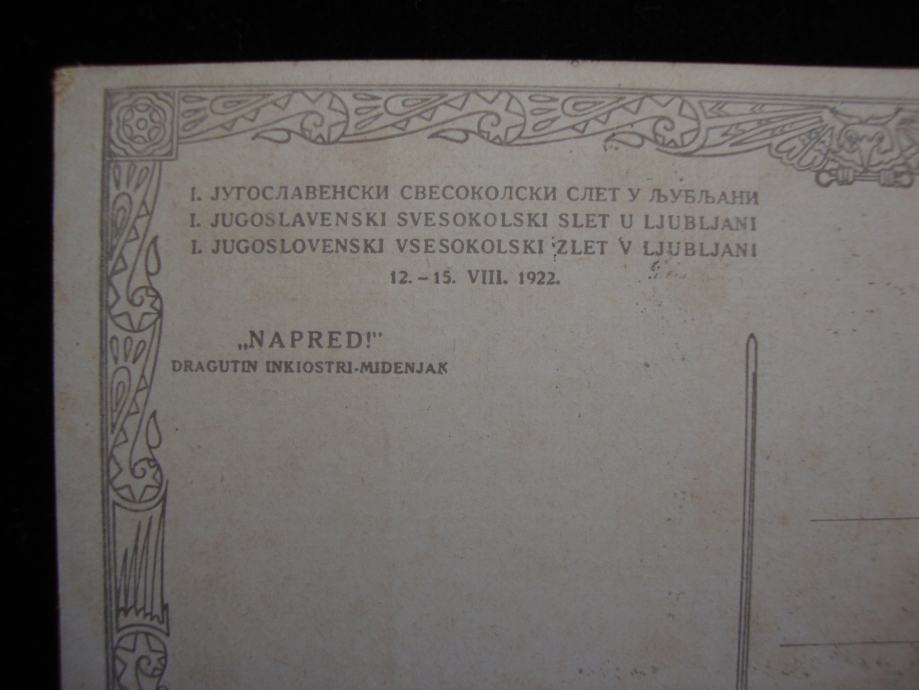 I. ЈУГОСЛАВЕНСКИ СВЕСОКОЛСКИ СЛЕТ У ЉУБЉАНИ
I. JUGOSLAVENSKI SVESOKOLSKI SLET U LJUBLJANI
I. JUGOSLOVENSKI VSESOKOLSKI ZLET V LJUBLJANI
12. – 15. VIII. 1922.
„NAPRED!”
DRAGUTIN INKIOSTRI-MIDENJAK